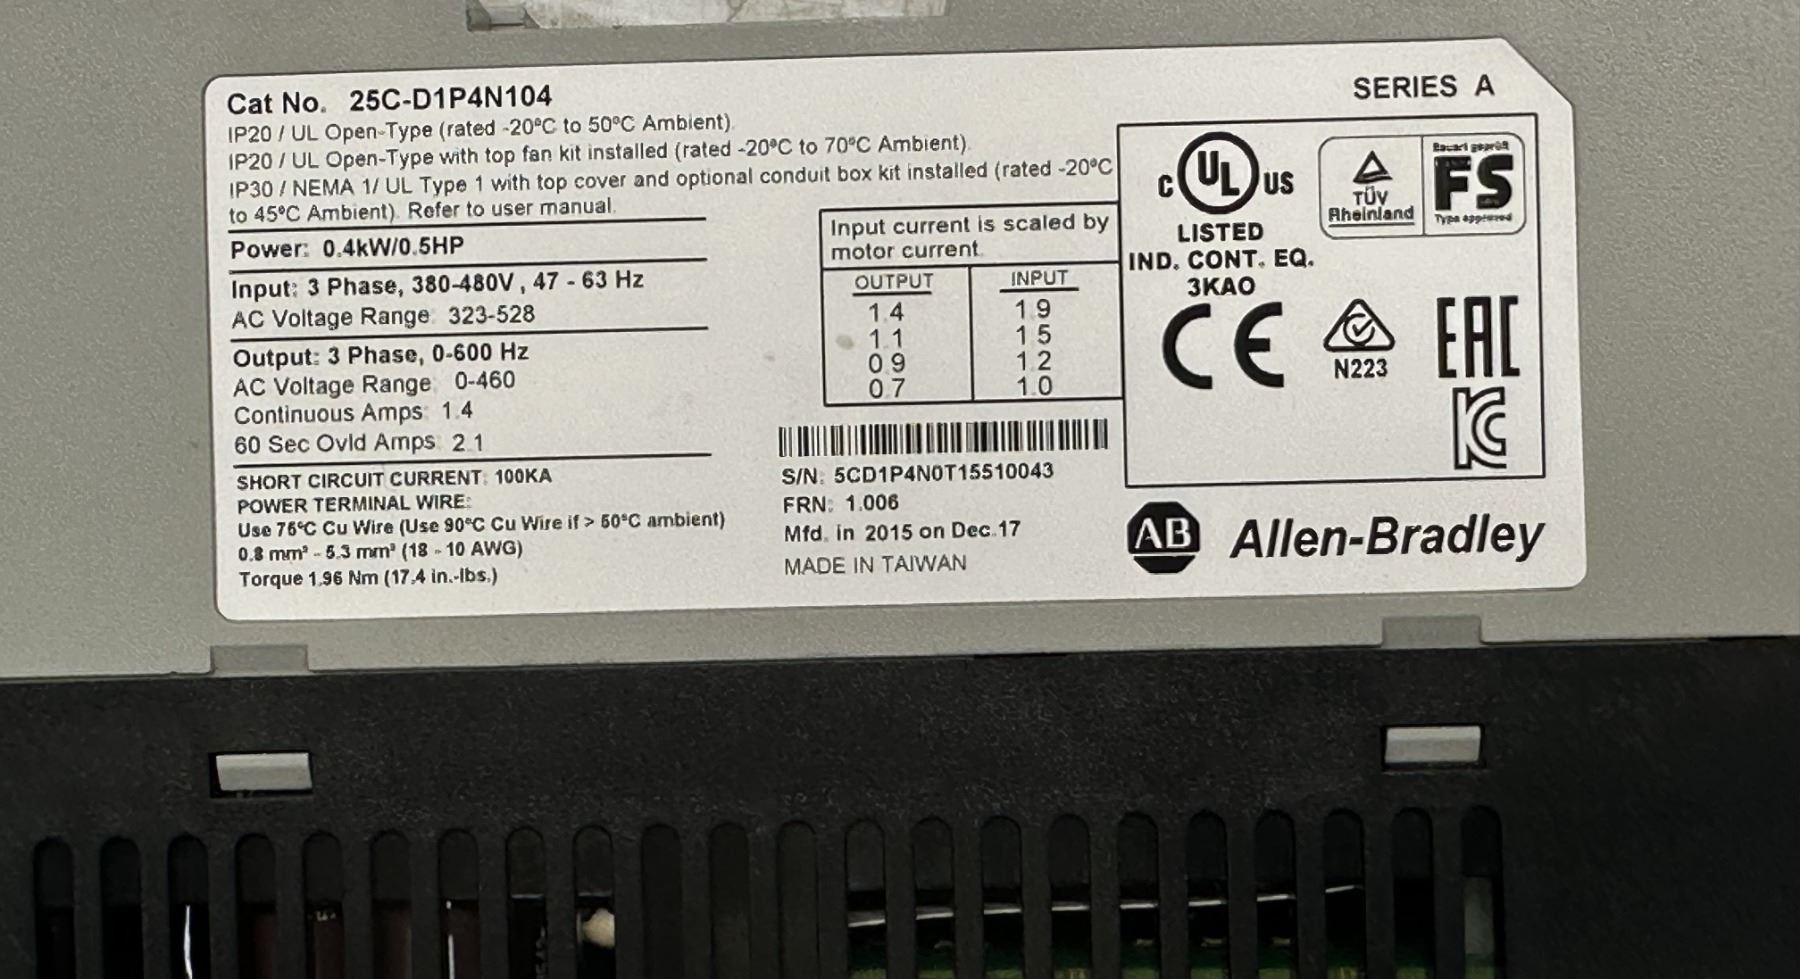 Cat No. 25C-D1P4N104
SERIES A
IP20 / UL Open-Type (rated -20°C to 50°C Ambient).
IP20 / UL Open-Type with top fan kit installed (rated -20°C to 70°C Ambient).
IP30 / NEMA 1/ UL Type 1 with top cover and optional conduit box kit installed (rated -20°C
to 45°C Ambient). Refer to user manual.
Power: 0.4kW/0.5HP
Input: 3 Phase, 380-480V , 47 - 63 Hz
AC Voltage Range: 323-528
Output: 3 Phase, 0-600 Hz
AC Voltage Range: 0-460
Continuous Amps: 1.4
60 Sec Ovld Amps: 2.1
SHORT CIRCUIT CURRENT: 100KA
POWER TERMINAL WIRE:
Use 75°C Cu Wire (Use 90°C Cu Wire if > 50°C ambient)
0.8 mm² - 5.3 mm² (18 - 10 AWG)
Torque 1.96 Nm (17.4 in.-lbs.)
Input current is scaled by
motor current.
OUTPUT INPUT
1.4 1.9
1.1 1.5
0.9 1.2
0.7 1.0
S/N: 5CD1P4N0T15510043
FRN: 1.006
Mfd. in 2015 on Dec.17
MADE IN TAIWAN
C UL US
LISTED
IND. CONT. EQ.
3KAO
TÜV
Rheinland
Bauart geprüft
FS
Type approved
CE
N223
EAC
KC
AB Allen-Bradley